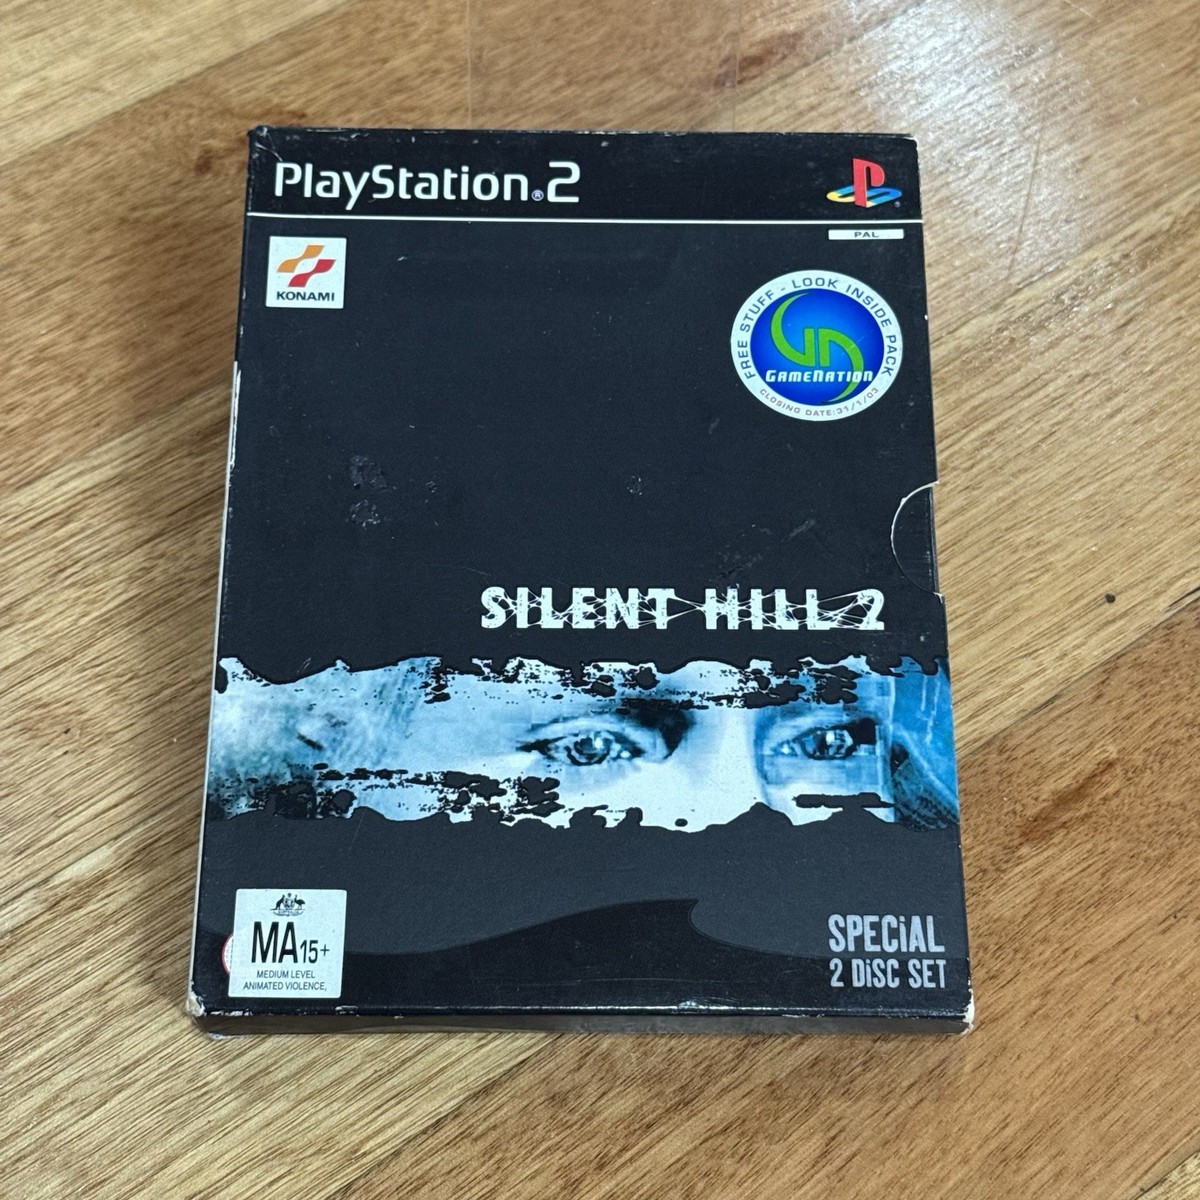 PlayStation®2
PAL
KONAMI
FREE STUFF - LOOK INSIDE PACK
GN
GAMENATION
CLOSING DATE:31/1/03
SILENT HILL 2
MA15+
MEDIUM LEVEL
ANIMATED VIOLENCE,
SPECiAL
2 DiSC SET